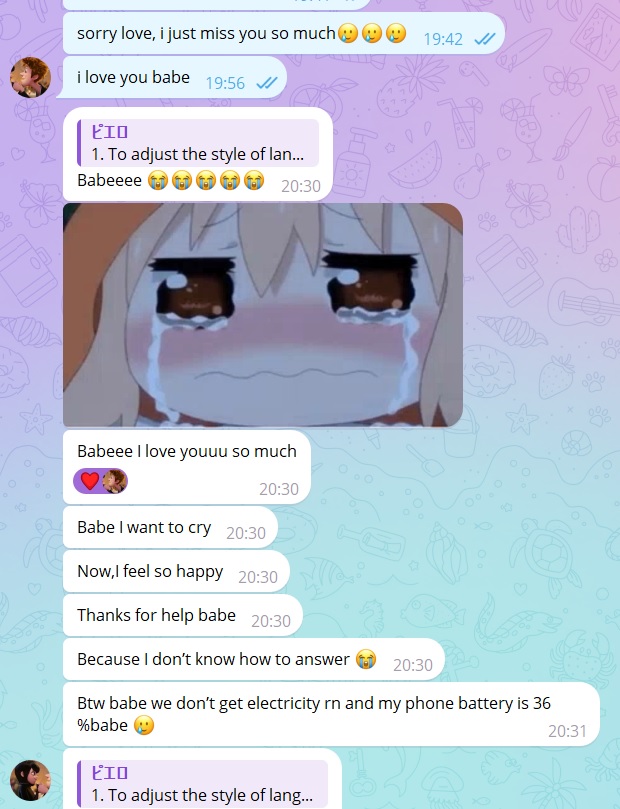 sorry love, i just miss you so much🥲🥲🥲 19:42
i love you babe 19:56
ピエロ
1. To adjust the style of lan...
Babeeee 😭😭😭😭😭 20:30
Babeee I love youuu so much
❤️ 20:30
Babe I want to cry 20:30
Now,I feel so happy 20:30
Thanks for help babe 20:30
Because I don’t know how to answer 😭 20:30
Btw babe we don’t get electricity rn and my phone battery is 36
%babe 🥲 20:31
ピエロ
1. To adjust the style of lang...